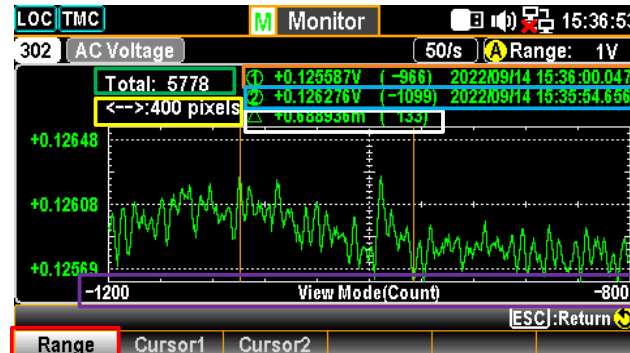 LOC TMC M Monitor 15:36:53
302 AC Voltage 50/s A Range: 1V
Total: 5778
<-->:400 pixels
① +0.125587V (-966) 2022/09/14 15:36:00.047
② +0.126276V (-1099) 2022/09/14 15:35:54.656
△ +0.688936m ( 133)
+0.12648
+0.12608
+0.12569
-1200 View Mode(Count) -800
ESC:Return
Range Cursor1 Cursor2